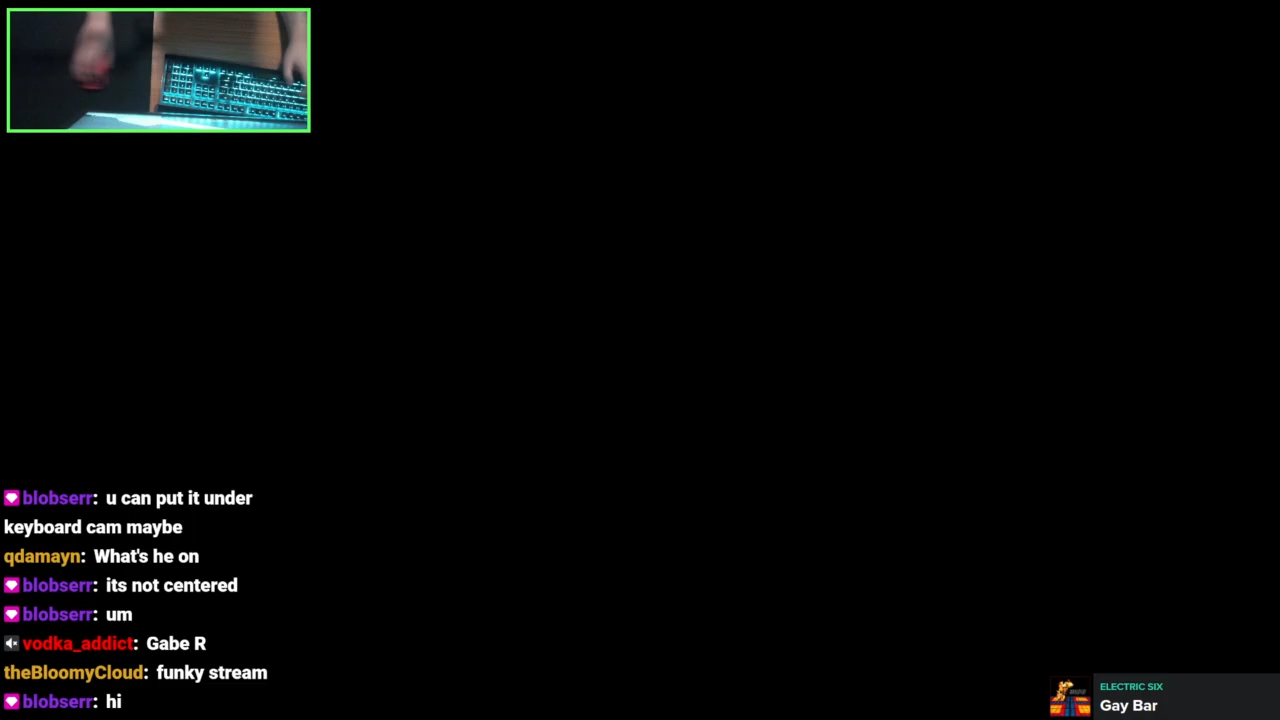 blobserr: u can put it under
keyboard cam maybe
qdamayn: What's he on
blobserr: its not centered
blobserr: um
vodka_addict: Gabe R
theBloomyCloud: funky stream
blobserr: hi
ELECTRIC SIX
Gay Bar